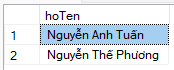 hoTen
1 Nguyễn Anh Tuấn
2 Nguyễn Thế Phương